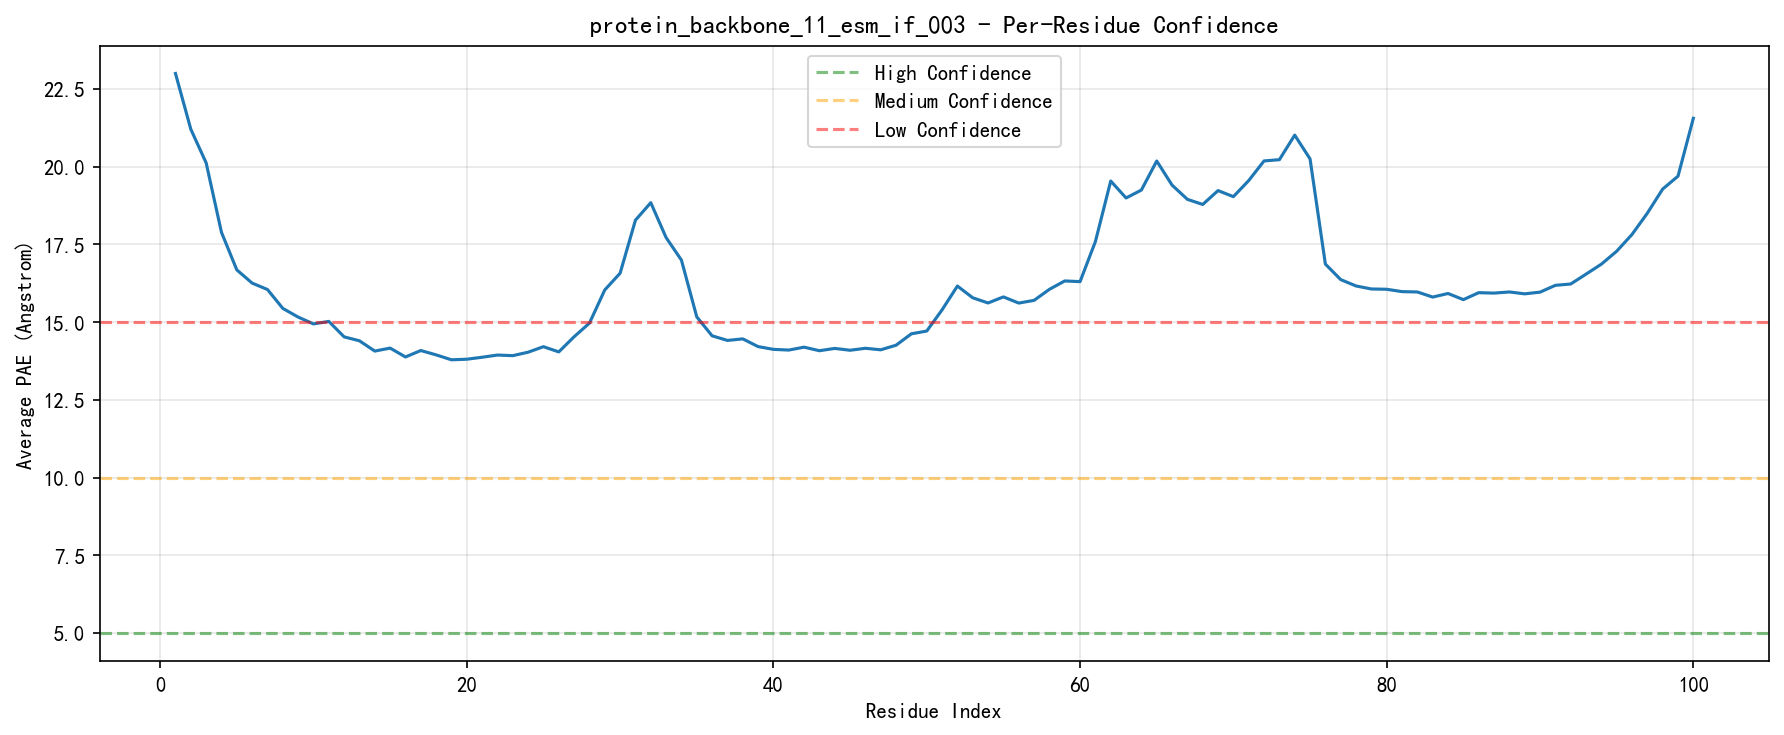 protein_backbone_11_esm_if_003 - Per-Residue Confidence
High Confidence
Medium Confidence
Low Confidence
Average PAE (Angstrom)
22.5
20.0
17.5
15.0
12.5
10.0
7.5
5.0
0 20 40 60 80 100
Residue Index